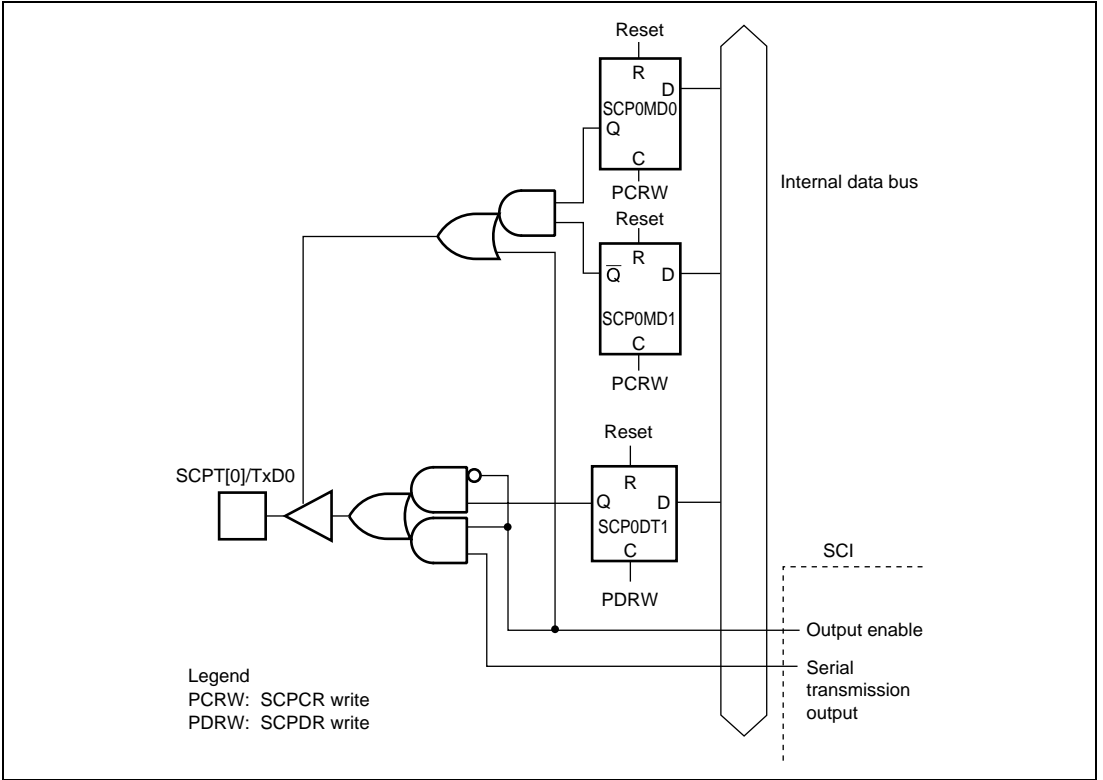 Reset
R
D
SCP0MD0
Q
C
PCRW
Internal data bus
Reset
R
Q̅
D
SCP0MD1
C
PCRW
Reset
SCPT[0]/TxD0
R
Q
D
SCP0DT1
C
SCI
PDRW
Output enable
Serial
transmission
output
Legend
PCRW: SCPCR write
PDRW: SCPDR write